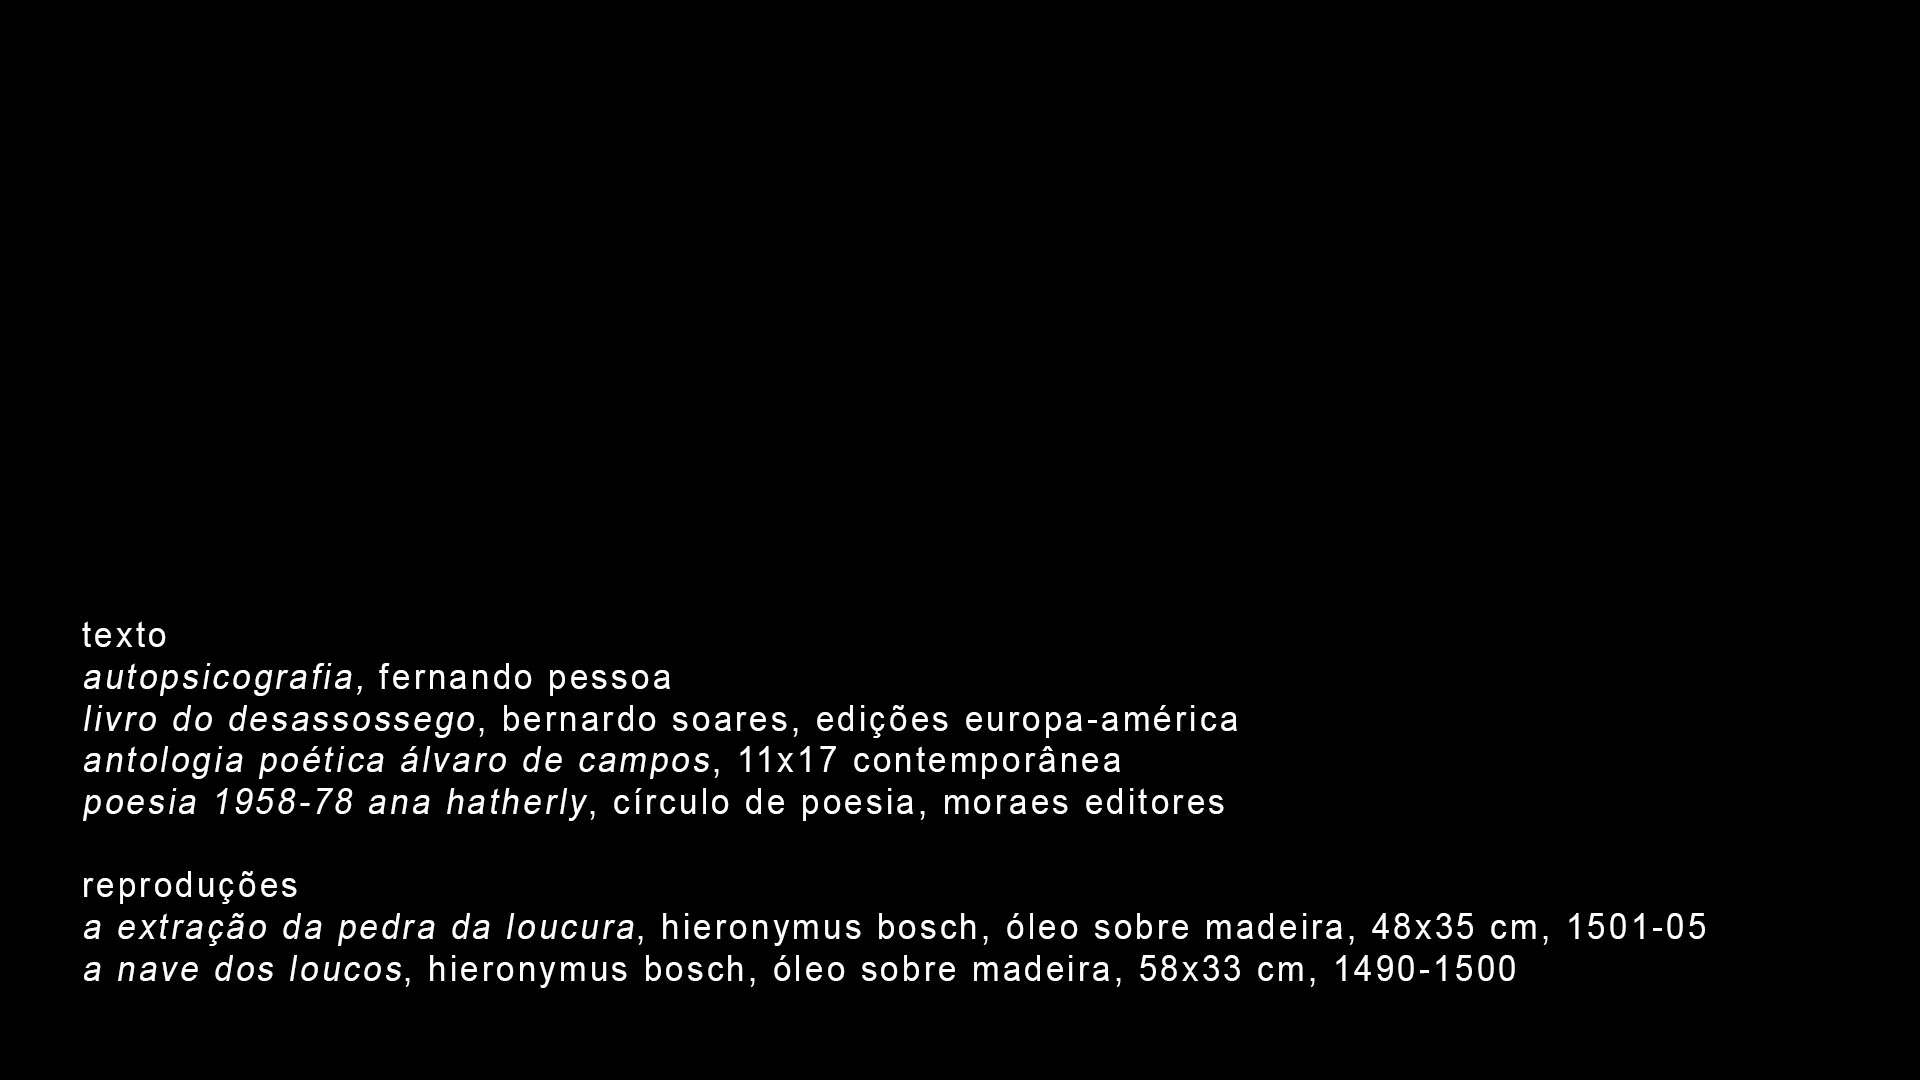 texto
autopsicografia, fernando pessoa
livro do desassossego, bernardo soares, edições europa-américa
antologia poética álvaro de campos, 11x17 contemporânea
poesia 1958-78 ana hatherly, círculo de poesia, moraes editores
reproduções
a extração da pedra da loucura, hieronymus bosch, óleo sobre madeira, 48x35 cm, 1501-05
a nave dos loucos, hieronymus bosch, óleo sobre madeira, 58x33 cm, 1490-1500